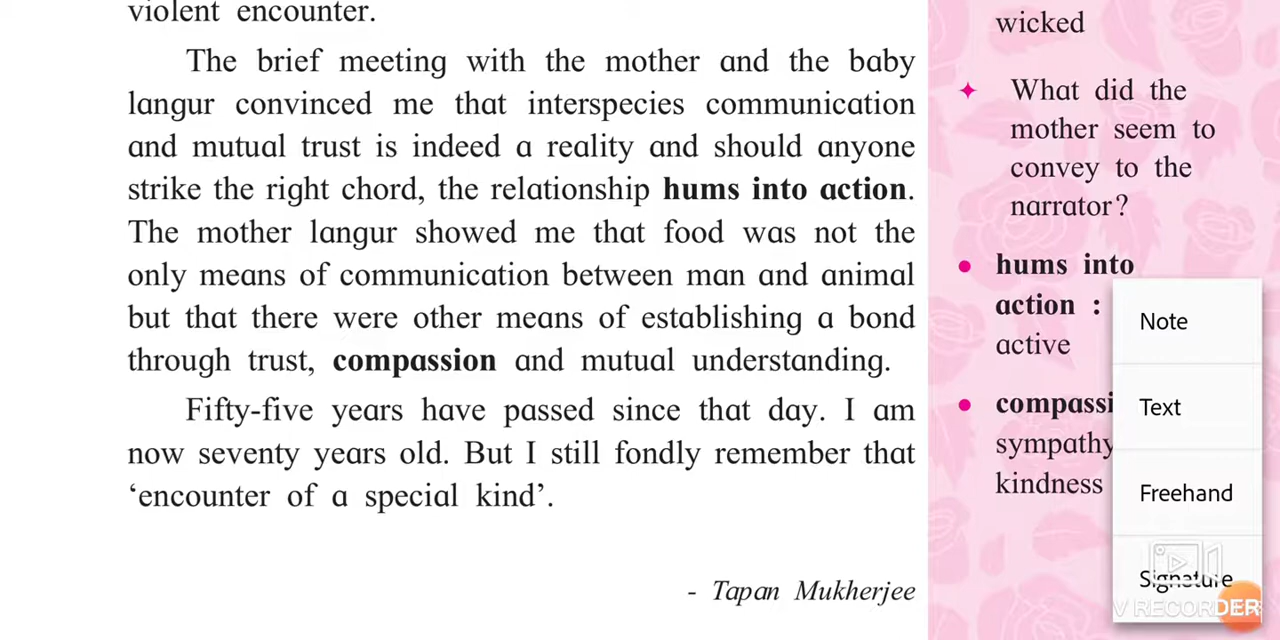 violent encounter.
The brief meeting with the mother and the baby
langur convinced me that interspecies communication
and mutual trust is indeed a reality and should anyone
strike the right chord, the relationship hums into action.
The mother langur showed me that food was not the
only means of communication between man and animal
but that there were other means of establishing a bond
through trust, compassion and mutual understanding.
Fifty-five years have passed since that day. I am
now seventy years old. But I still fondly remember that
‘encounter of a special kind’.
- Tapan Mukherjee
wicked
✦ What did the
mother seem to
convey to the
narrator?
• hums into
action :
active
• compassi
sympathy
kindness
Note
Text
Freehand
Signature
V RECORDER